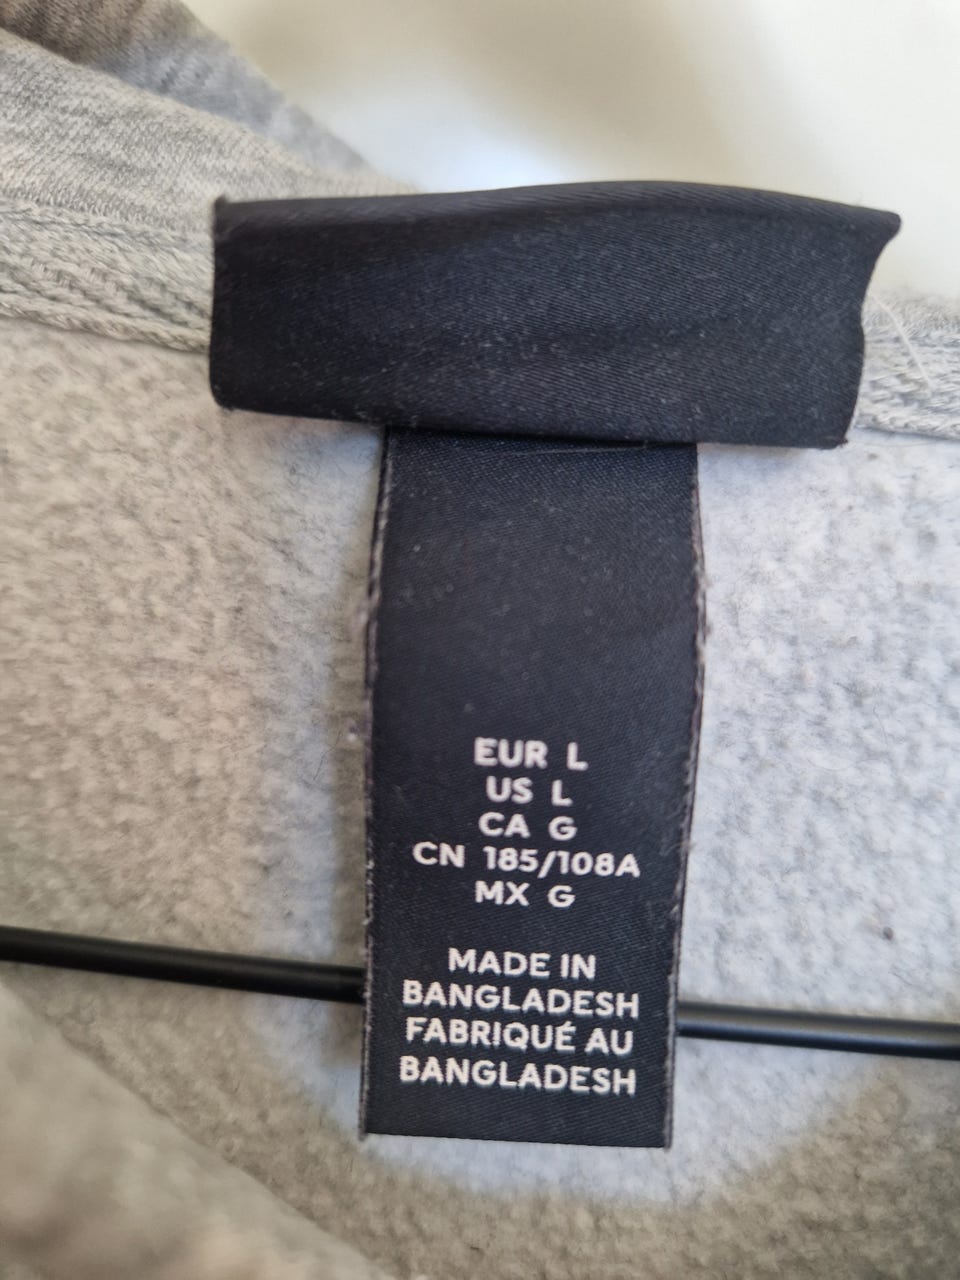 EUR L
US L
CA G
CN 185/108A
MX G
MADE IN
BANGLADESH
FABRIQUÉ AU
BANGLADESH